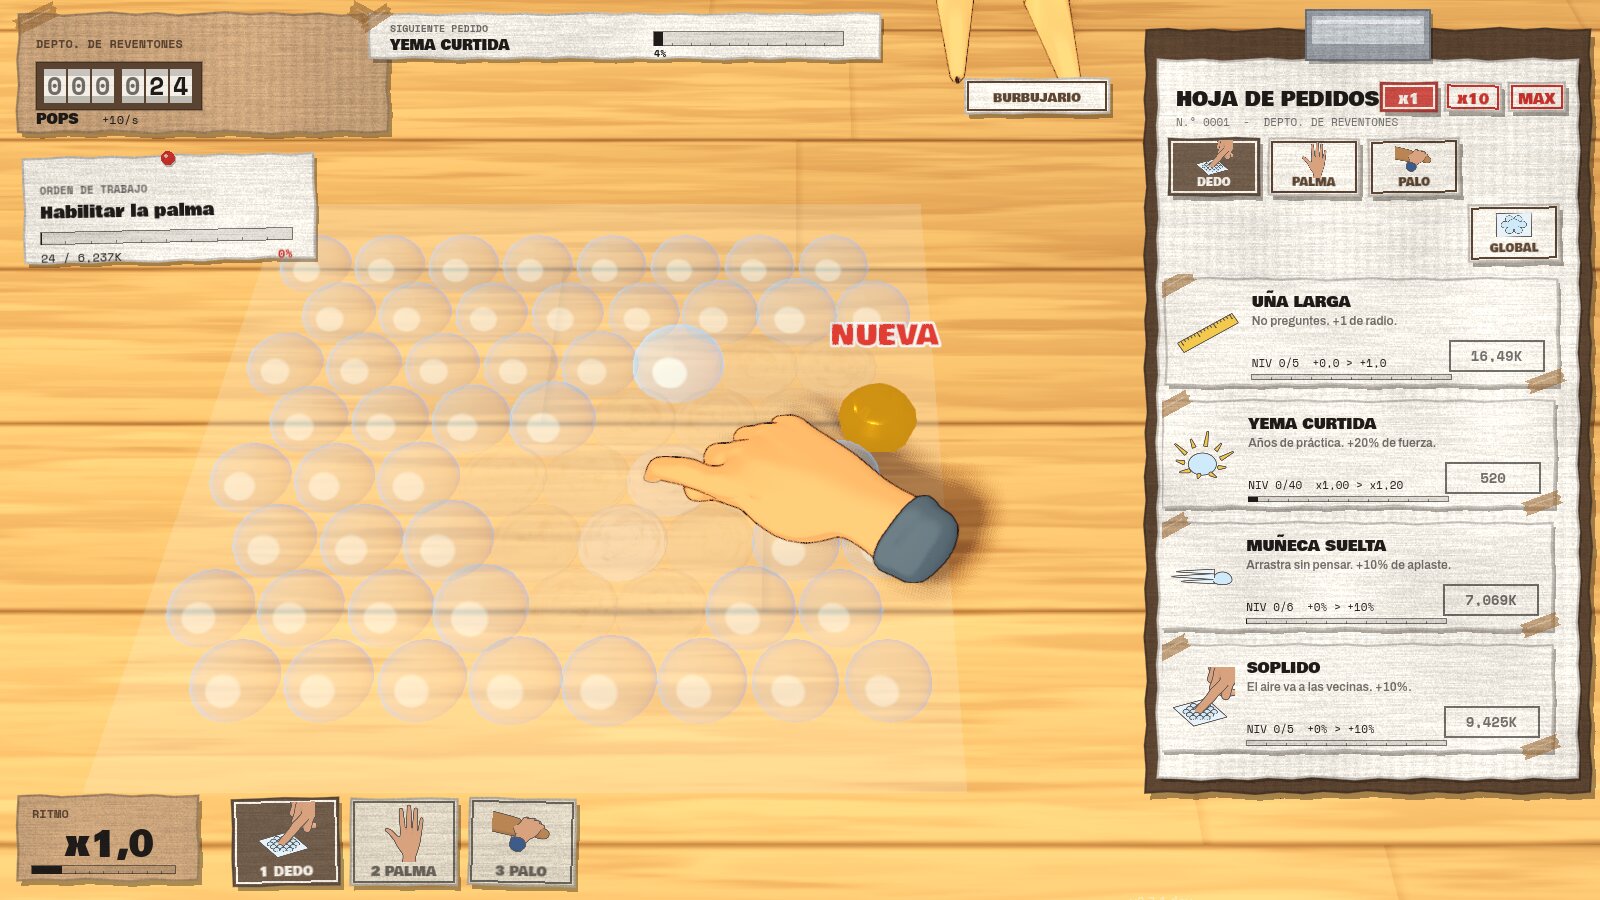 DEPTO. DE REVENTONES
000 024
POPS +10/s
SIGUIENTE PEDIDO
YEMA CURTIDA
4%
BURBUJARIO
ORDEN DE TRABAJO
Habilitar la palma
24 / 6,237K 0%
NUEVA
HOJA DE PEDIDOS x1 x10 MAX
N.° 0001 - DEPTO. DE REVENTONES
DEDO PALMA PALO
GLOBAL
UÑA LARGA
No preguntes. +1 de radio.
NIV 0/5 +0,0 > +1,0
16,49K
YEMA CURTIDA
Años de práctica. +20% de fuerza.
NIV 0/40 x1,00 > x1,20
520
MUÑECA SUELTA
Arrastra sin pensar. +10% de aplaste.
NIV 0/6 +0% > +10%
7,069K
SOPLIDO
El aire va a las vecinas. +10%.
NIV 0/5 +0% > +10%
9,425K
RITMO
x1,0
1 DEDO 2 PALMA 3 PALO